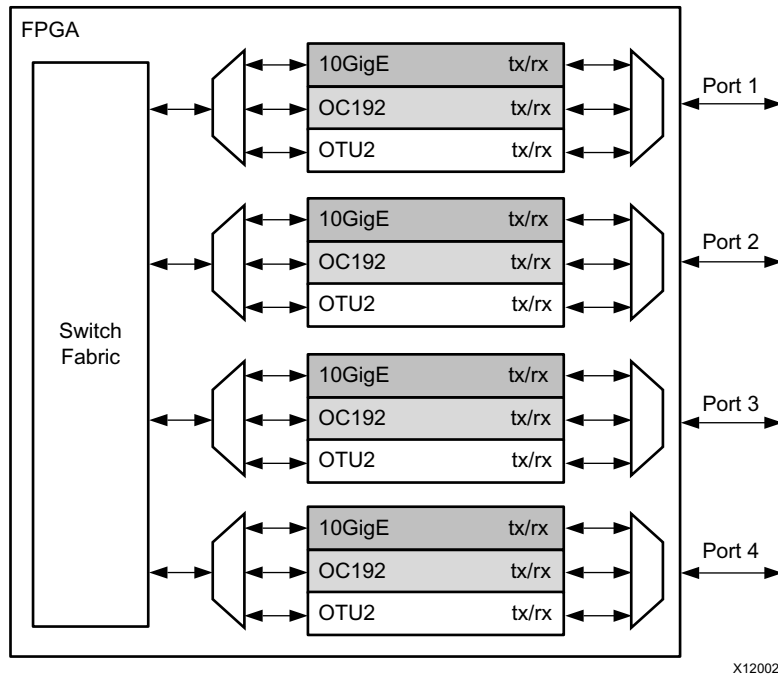 FPGA
10GigE tx/rx
Port 1
OC192 tx/rx
OTU2 tx/rx
10GigE tx/rx
Port 2
OC192 tx/rx
OTU2 tx/rx
Switch
Fabric
10GigE tx/rx
Port 3
OC192 tx/rx
OTU2 tx/rx
10GigE tx/rx
Port 4
OC192 tx/rx
OTU2 tx/rx
X12002